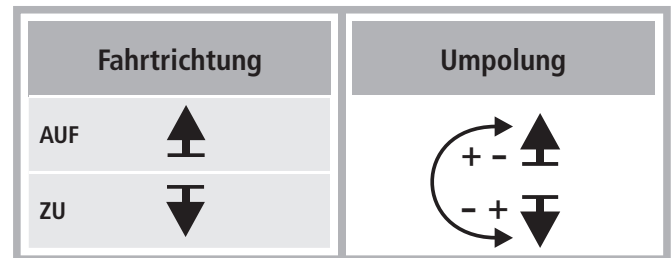 Fahrtrichtung
Umpolung
AUF
+ -
ZU
- +